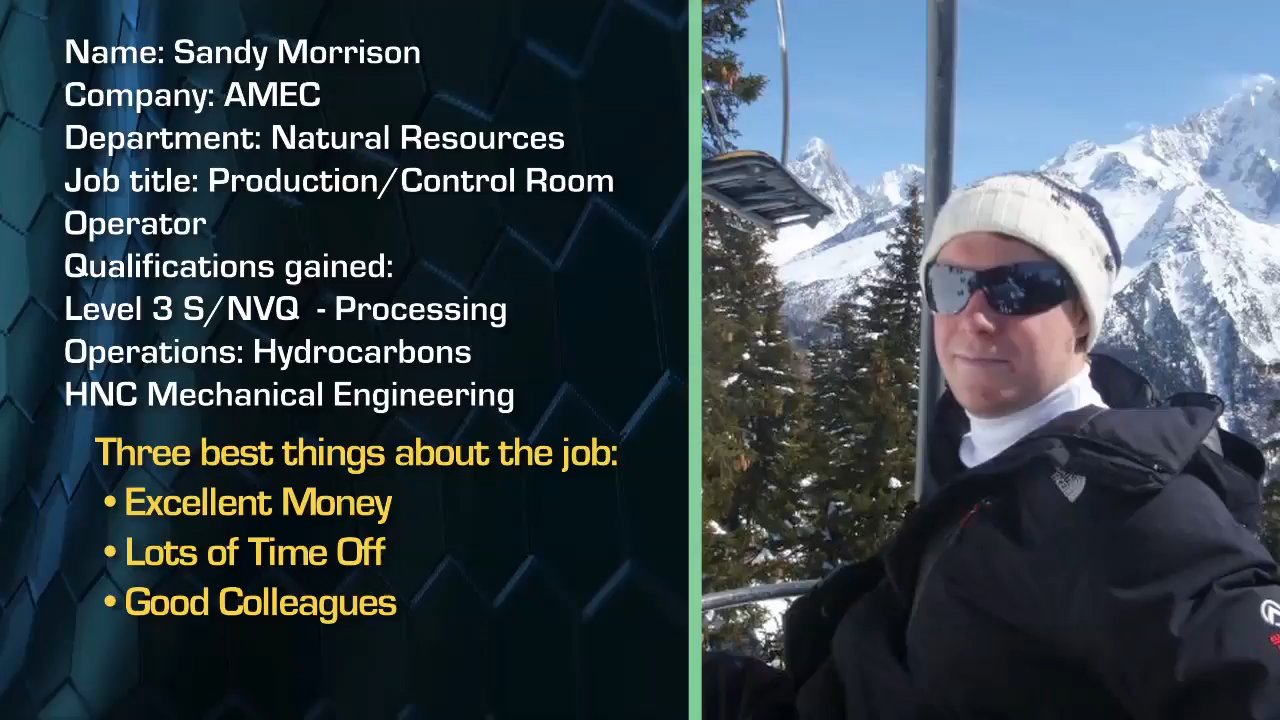 Name: Sandy Morrison
Company: AMEC
Department: Natural Resources
Job title: Production/Control Room
Operator
Qualifications gained:
Level 3 S/NVQ  - Processing
Operations: Hydrocarbons
HNC Mechanical Engineering
Three best things about the job:
• Excellent Money
• Lots of Time Off
• Good Colleagues